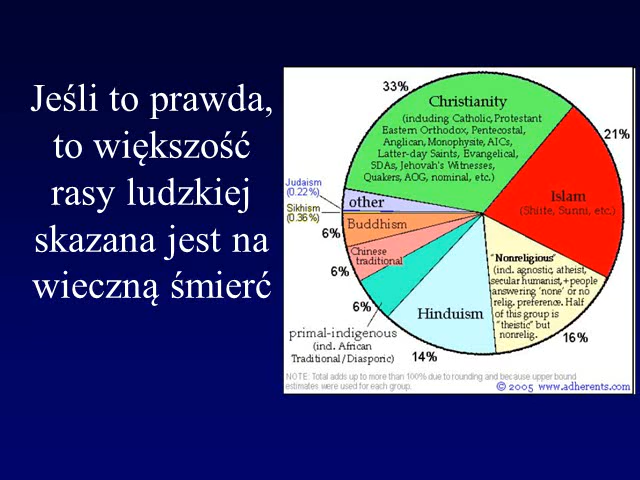 Jeśli to prawda,
to większość
rasy ludzkiej
skazana jest na
wieczną śmierć
33%
Christianity
(including Catholic, Protestant
Eastern Orthodox, Pentecostal,
Anglican, Monophysite, AICs,
Latter-day Saints, Evangelical,
SDAs, Jehovah's Witnesses,
Quakers, AOG, nominal, etc.)
21%
Islam
(Shiite, Sunni, etc.)
Judaism
(0.22%)
other
Sikhism
(0.36%)
Buddhism
6%
Chinese
traditional
6%
"Nonreligious"
(incl. agnostic, atheist,
secular humanist, +people
answering 'none' or no
relig. preference. Half
of this group is
"theistic" but
nonrelig.
16%
6%
Hinduism
14%
primal-indigenous
(incl. African
Traditional/Diasporic)
NOTE: Total adds up to more than 100% due to rounding and because upper bound
estimates were used for each group.
© 2005 www.adherents.com